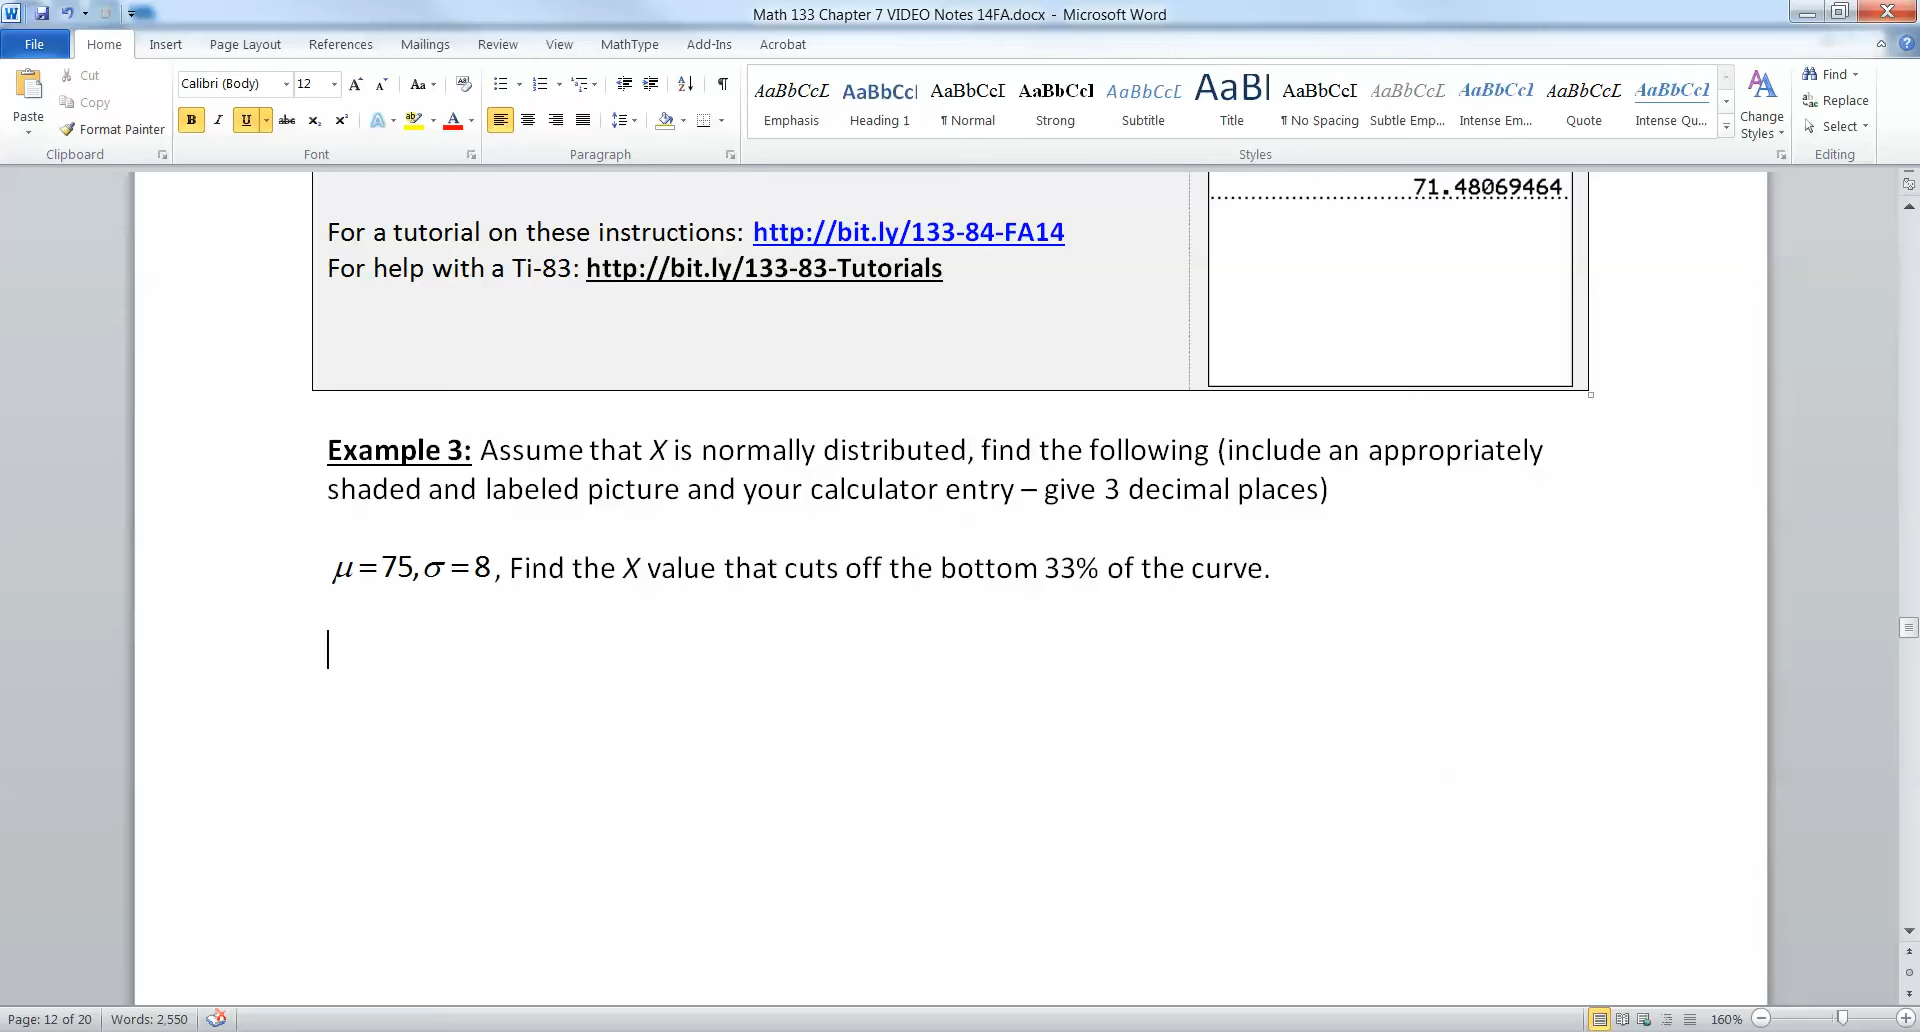 Math 133 Chapter 7 VIDEO Notes 14FA.docx - Microsoft Word
File Home Insert Page Layout References Mailings Review View MathType Add-Ins Acrobat
Paste
Cut
Copy
Format Painter
Clipboard
Calibri (Body) 12
Font
Paragraph
AaBbCcL AaBbCcI AaBbCcI AaBbCcI AaBbCcL AaBI AaBbCcI AaBbCcL AaBbCcI AaBbCcL AaBbCcI
Emphasis Heading 1 ¶ Normal Strong Subtitle Title ¶ No Spacing Subtle Emp... Intense Em... Quote Intense Qu...
Styles
Change Styles
Find
Replace
Select
Editing
71.48069464
For a tutorial on these instructions: http://bit.ly/133-84-FA14
For help with a Ti-83: http://bit.ly/133-83-Tutorials
Example 3: Assume that X is normally distributed, find the following (include an appropriately
shaded and labeled picture and your calculator entry – give 3 decimal places)
μ = 75, σ = 8, Find the X value that cuts off the bottom 33% of the curve.
Page: 12 of 20 Words: 2,550 160%